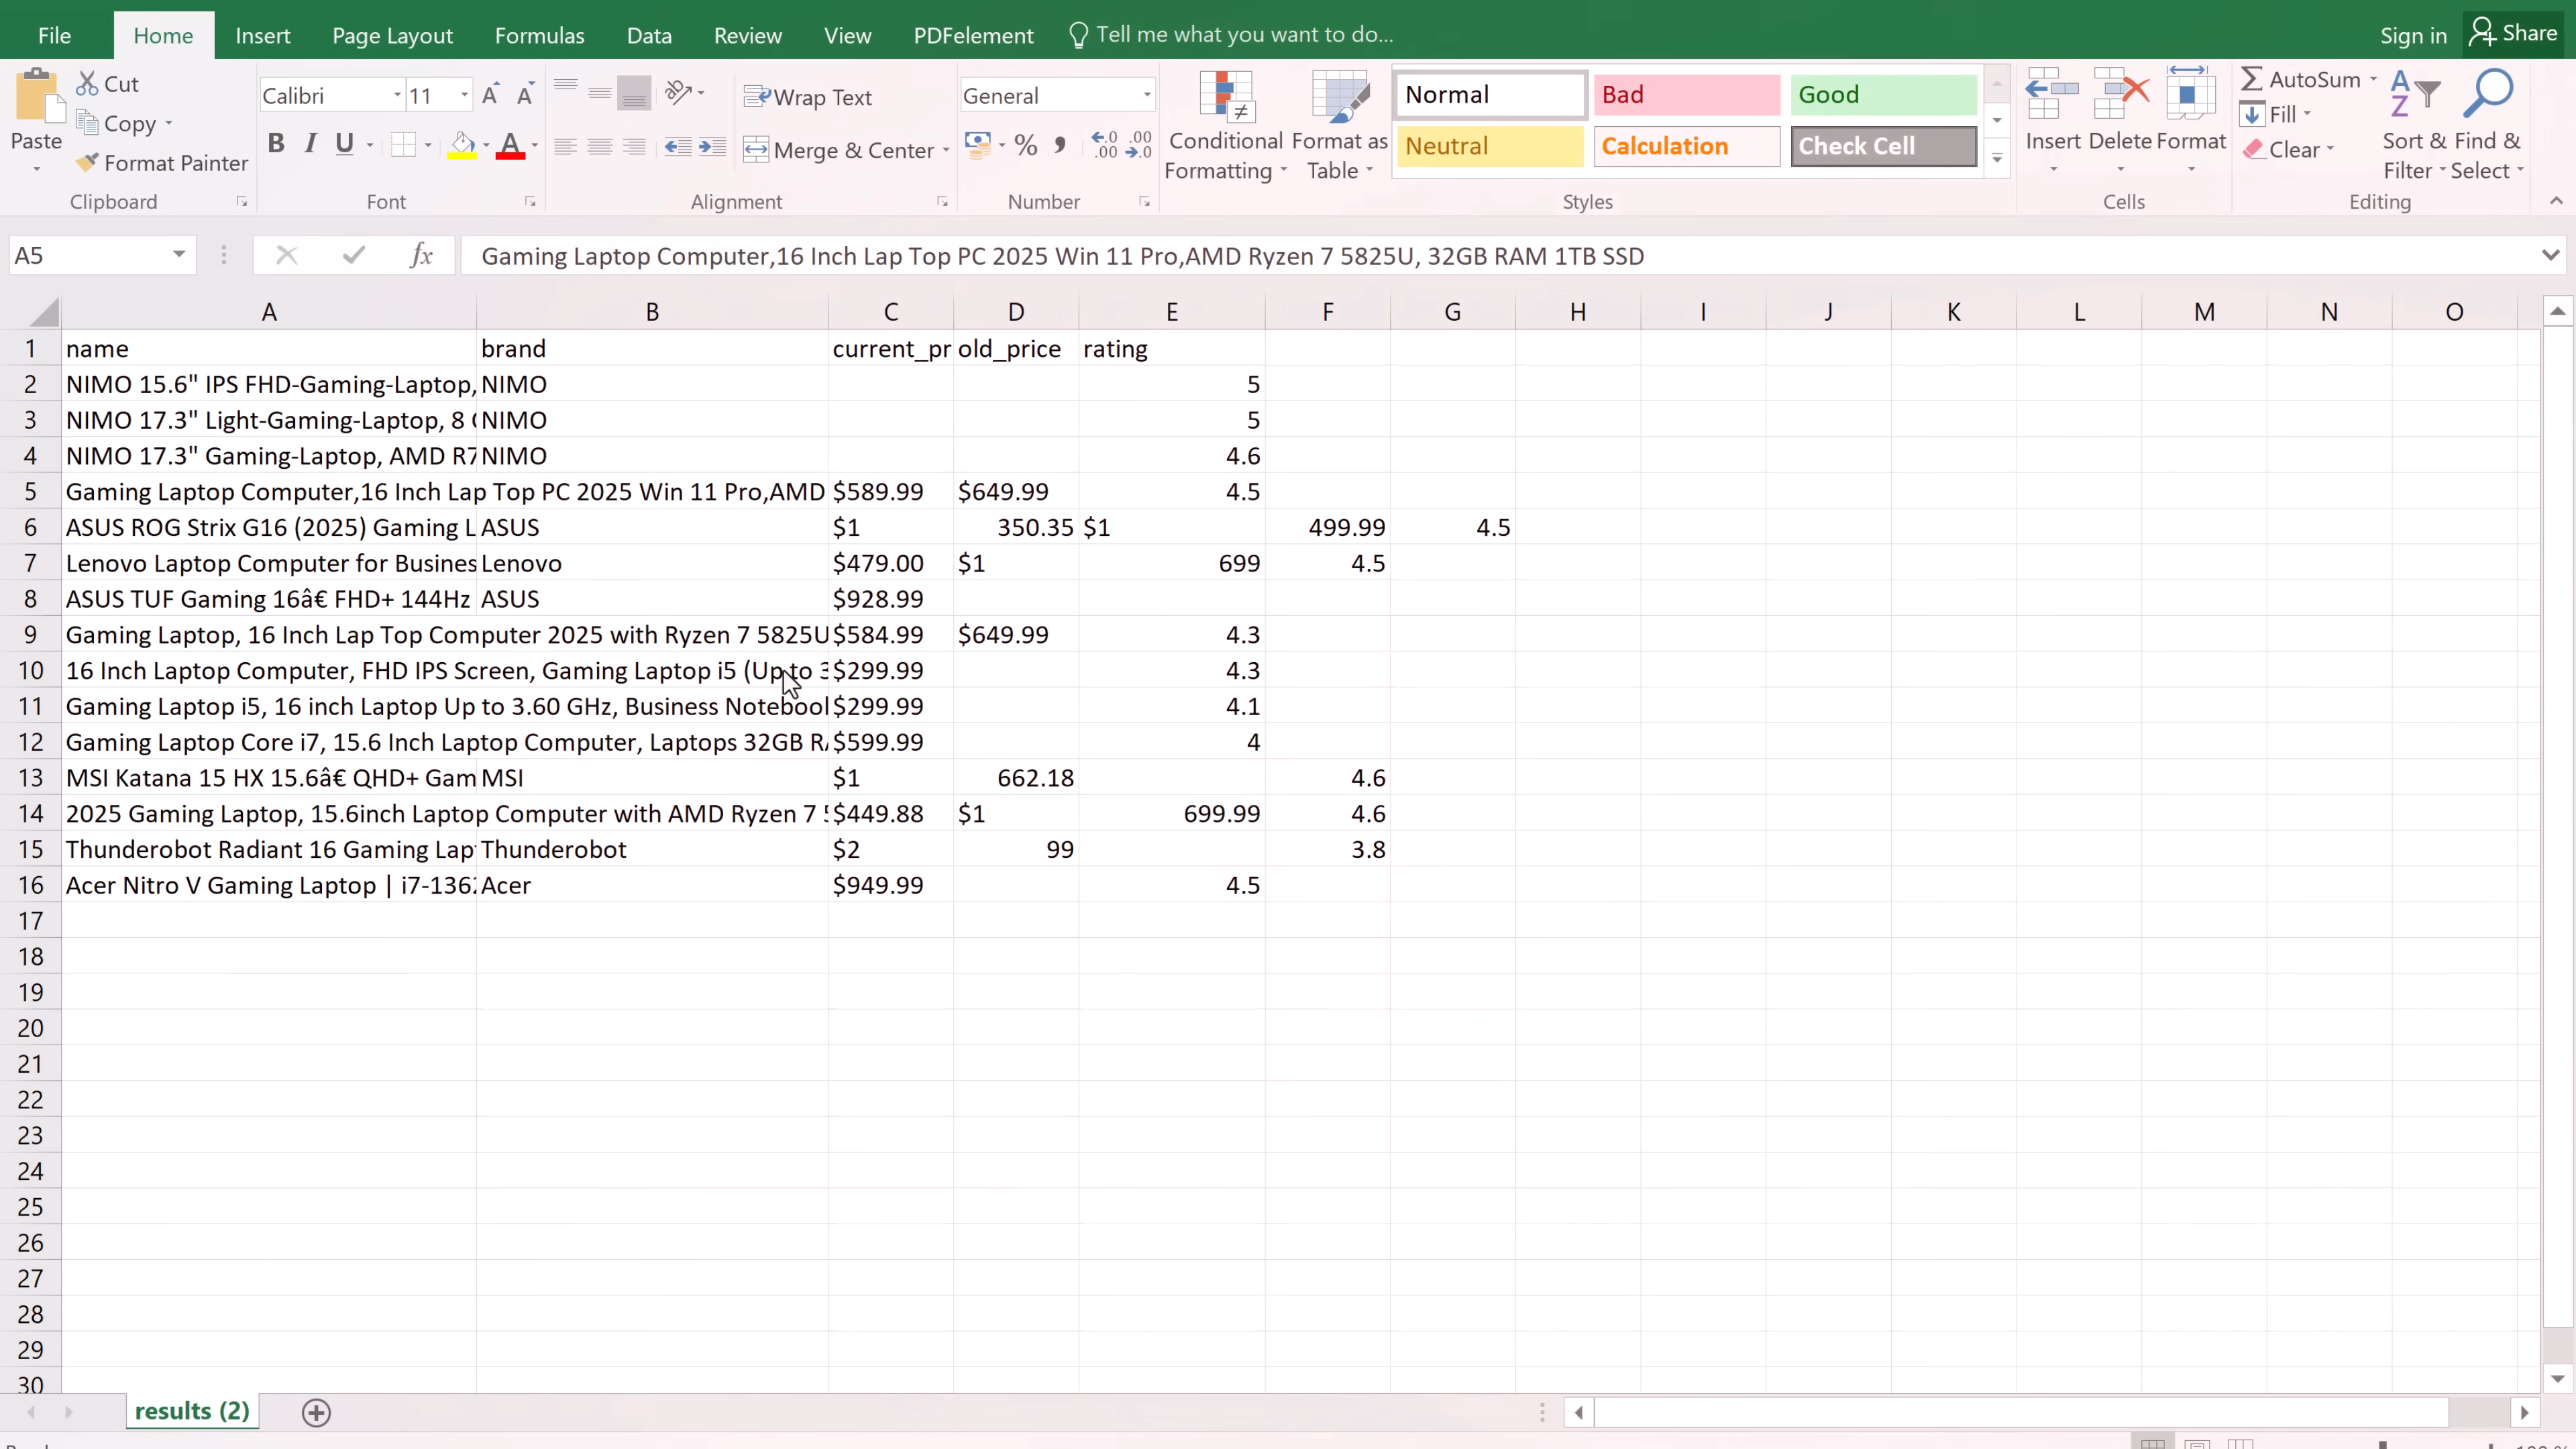 File Home Insert Page Layout Formulas Data Review View PDFelement Tell me what you want to do... Sign in Share
Paste
Cut
Copy
Format Painter
Clipboard
Calibri 11
B I U A
Font
Wrap Text
Merge & Center
Alignment
General
%
Number
Conditional Formatting
Format as Table
Normal Bad Good
Neutral Calculation Check Cell
Styles
Insert Delete Format
Cells
AutoSum
Fill
Clear
Sort & Filter
Find & Select
Editing
A5 fx Gaming Laptop Computer,16 Inch Lap Top PC 2025 Win 11 Pro,AMD Ryzen 7 5825U, 32GB RAM 1TB SSD
A B C D E F G H I J K L M N O
1 name brand current_pr old_price rating
2 NIMO 15.6" IPS FHD-Gaming-Laptop, NIMO 5
3 NIMO 17.3" Light-Gaming-Laptop, 8 NIMO 5
4 NIMO 17.3" Gaming-Laptop, AMD R7 NIMO 4.6
5 Gaming Laptop Computer,16 Inch Lap Top PC 2025 Win 11 Pro,AMD $589.99 $649.99 4.5
6 ASUS ROG Strix G16 (2025) Gaming L ASUS $1 350.35 $1 499.99 4.5
7 Lenovo Laptop Computer for Busines Lenovo $479.00 $1 699 4.5
8 ASUS TUF Gaming 16â€ FHD+ 144Hz ASUS $928.99
9 Gaming Laptop, 16 Inch Lap Top Computer 2025 with Ryzen 7 5825U $584.99 $649.99 4.3
10 16 Inch Laptop Computer, FHD IPS Screen, Gaming Laptop i5 (Up to 3 $299.99 4.3
11 Gaming Laptop i5, 16 inch Laptop Up to 3.60 GHz, Business Notebool $299.99 4.1
12 Gaming Laptop Core i7, 15.6 Inch Laptop Computer, Laptops 32GB RA $599.99 4
13 MSI Katana 15 HX 15.6â€ QHD+ Gam MSI $1 662.18 4.6
14 2025 Gaming Laptop, 15.6inch Laptop Computer with AMD Ryzen 7 5 $449.88 $1 699.99 4.6
15 Thunderobot Radiant 16 Gaming Lap Thunderobot $2 99 3.8
16 Acer Nitro V Gaming Laptop | i7-1362 Acer $949.99 4.5
17
18
19
20
21
22
23
24
25
26
27
28
29
30
results (2)